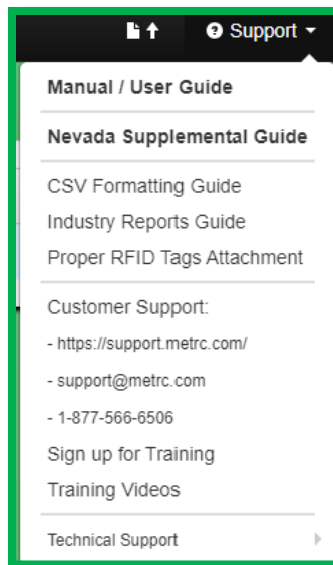 Support
Manual / User Guide
Nevada Supplemental Guide
CSV Formatting Guide
Industry Reports Guide
Proper RFID Tags Attachment
Customer Support:
- https://support.metrc.com/
- support@metrc.com
- 1-877-566-6506
Sign up for Training
Training Videos
Technical Support